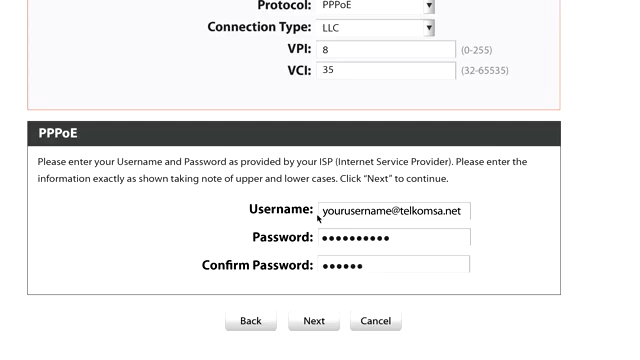 Protocol: PPPoE
Connection Type: LLC
VPI: 8 (0-255)
VCI: 35 (32-65535)
PPPoE
Please enter your Username and Password as provided by your ISP (Internet Service Provider). Please enter the
information exactly as shown taking note of upper and lower cases. Click "Next" to continue.
Username: yourusername@telkomsa.net
Password: ••••••••••
Confirm Password: ••••••
Back Next Cancel